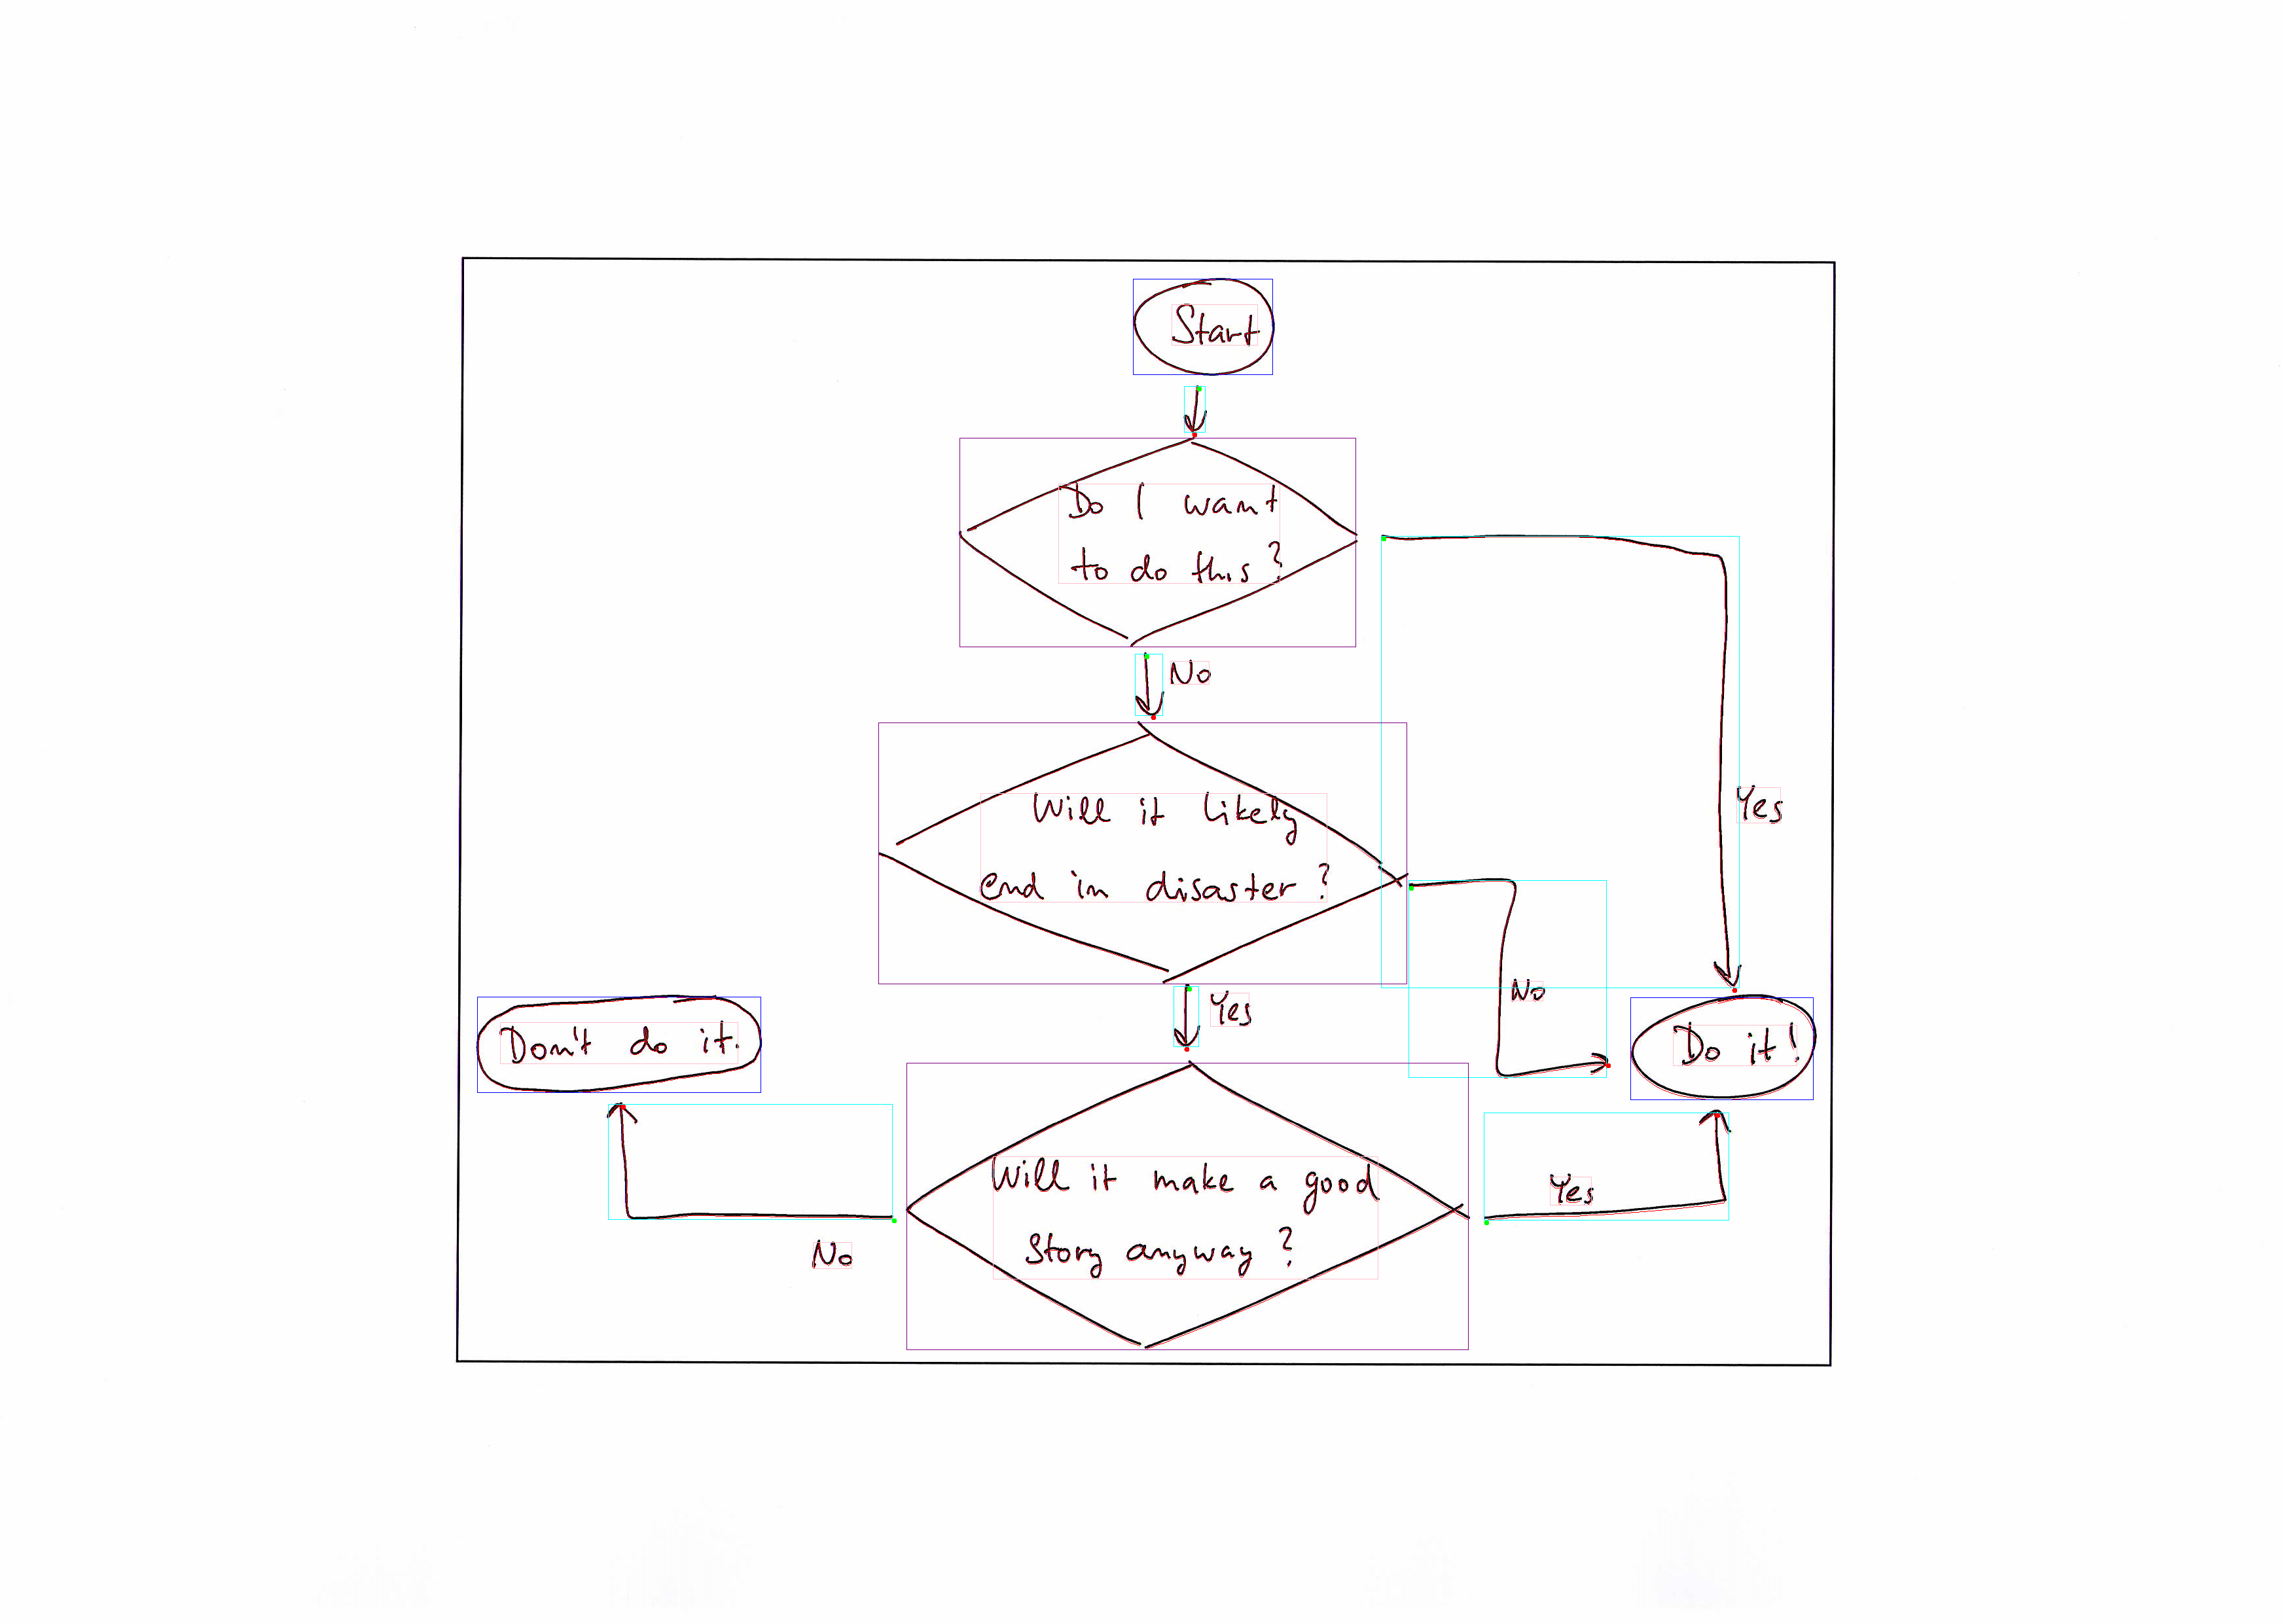 Start
Do I want
to do this?
No
Will it likely
end in disaster?
Yes
No
Yes
Don't do it.
Do it!
Will it make a good
Story anyway?
Yes
No